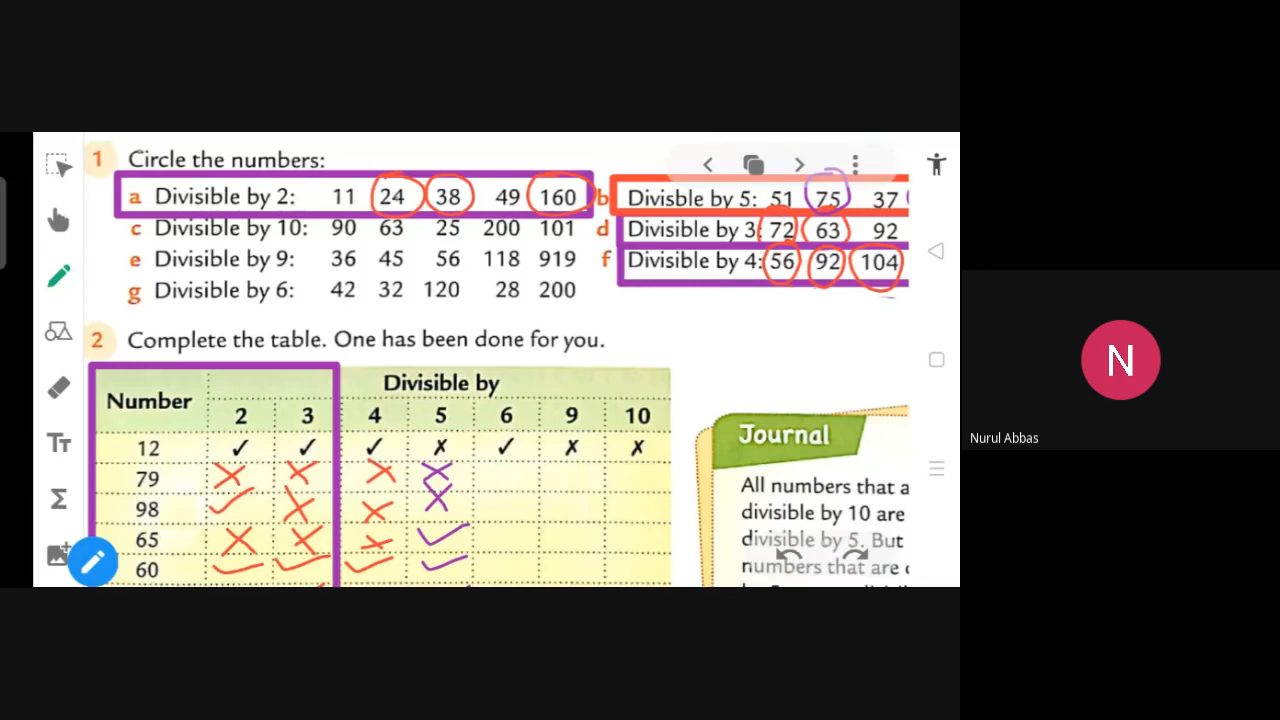 1 Circle the numbers:
a Divisible by 2: 11 24 38 49 160
b Divisble by 5: 51 75 37
c Divisible by 10: 90 63 25 200 101
d Divisible by 3: 72 63 92
e Divisible by 9: 36 45 56 118 919
f Divisible by 4: 56 92 104
g Divisible by 6: 42 32 120 28 200
2 Complete the table. One has been done for you.
Number Divisible by
2 3 4 5 6 9 10
12 ✓ ✓ ✓ ✗ ✓ ✗ ✗
79 ✗ ✗ ✗ ✗
98 ✓ ✗ ✗ ✗
65 ✗ ✗ ✗ ✓
60 ✓ ✓ ✓ ✓
Journal
All numbers that a
divisible by 10 are
divisible by 5. But
numbers that are
Tт
Σ
N
Nurul Abbas